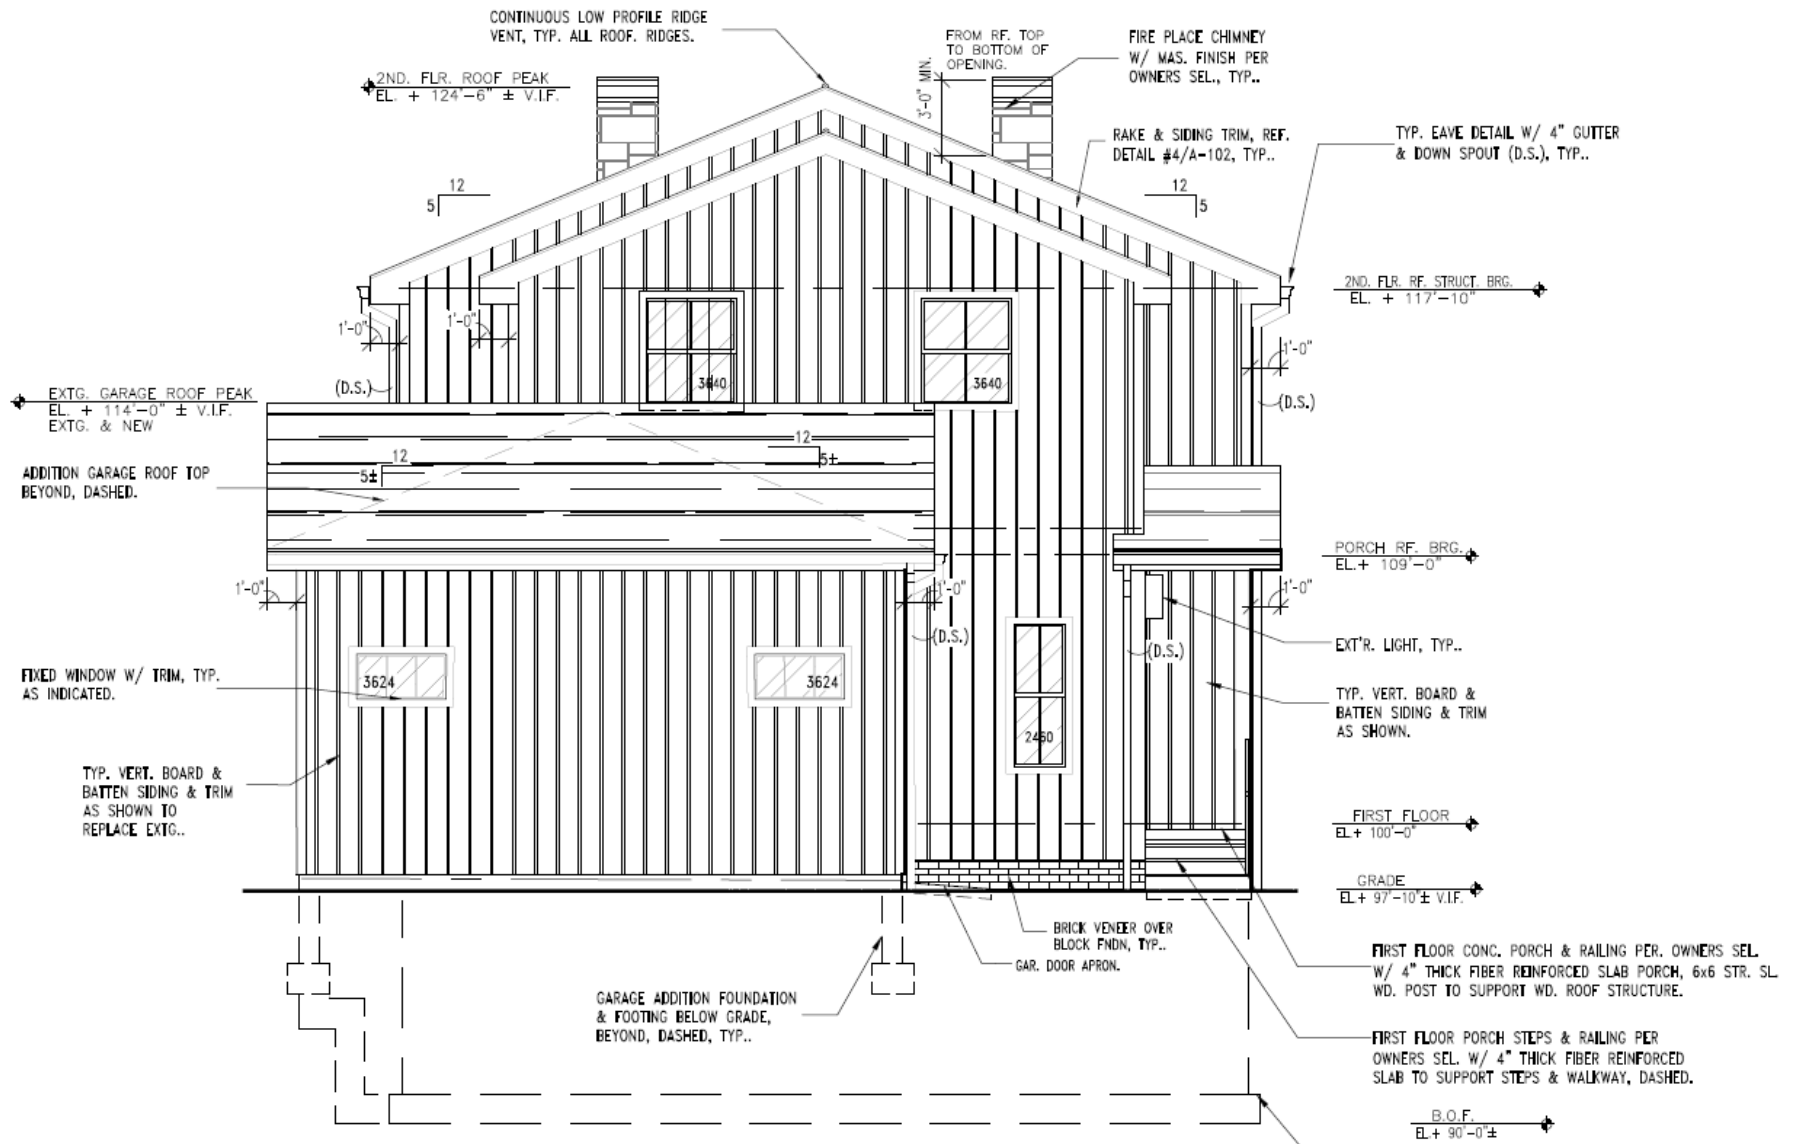 CONTINUOUS LOW PROFILE RIDGE
VENT, TYP. ALL ROOF. RIDGES.
FROM RF. TOP
TO BOTTOM OF
OPENING.
3'-0" MIN.
FIRE PLACE CHIMNEY
W/ MAS. FINISH PER
OWNERS SEL., TYP..
2ND. FLR. ROOF PEAK
EL. + 124'-6" ± V.I.F.
RAKE & SIDING TRIM, REF.
DETAIL #4/A-102, TYP..
TYP. EAVE DETAIL W/ 4" GUTTER
& DOWN SPOUT (D.S.), TYP..
12
5
12
5
2ND. FLR. RF. STRUCT. BRG.
EL. + 117'-10"
1'-0"
1'-0"
1'-0"
3640
3640
(D.S.)
(D.S.)
EXTG. GARAGE ROOF PEAK
EL. + 114'-0" ± V.I.F.
EXTG. & NEW
12
5±
12
5±
ADDITION GARAGE ROOF TOP
BEYOND, DASHED.
PORCH RF. BRG.
EL.+ 109'-0"
1'-0"
1'-0"
1'-0"
(D.S.)
(D.S.)
EXT'R. LIGHT, TYP..
FIXED WINDOW W/ TRIM, TYP.
AS INDICATED.
3624
3624
2460
TYP. VERT. BOARD &
BATTEN SIDING & TRIM
AS SHOWN.
TYP. VERT. BOARD &
BATTEN SIDING & TRIM
AS SHOWN TO
REPLACE EXTG..
FIRST FLOOR
EL.+ 100'-0"
GRADE
EL.+ 97'-10"± V.I.F.
BRICK VENEER OVER
BLOCK FNDN, TYP..
GAR. DOOR APRON.
FIRST FLOOR CONC. PORCH & RAILING PER. OWNERS SEL.
W/ 4" THICK FIBER REINFORCED SLAB PORCH, 6x6 STR. SL.
WD. POST TO SUPPORT WD. ROOF STRUCTURE.
GARAGE ADDITION FOUNDATION
& FOOTING BELOW GRADE,
BEYOND, DASHED, TYP..
FIRST FLOOR PORCH STEPS & RAILING PER
OWNERS SEL. W/ 4" THICK FIBER REINFORCED
SLAB TO SUPPORT STEPS & WALKWAY, DASHED.
B.O.F.
EL.+ 90'-0"±